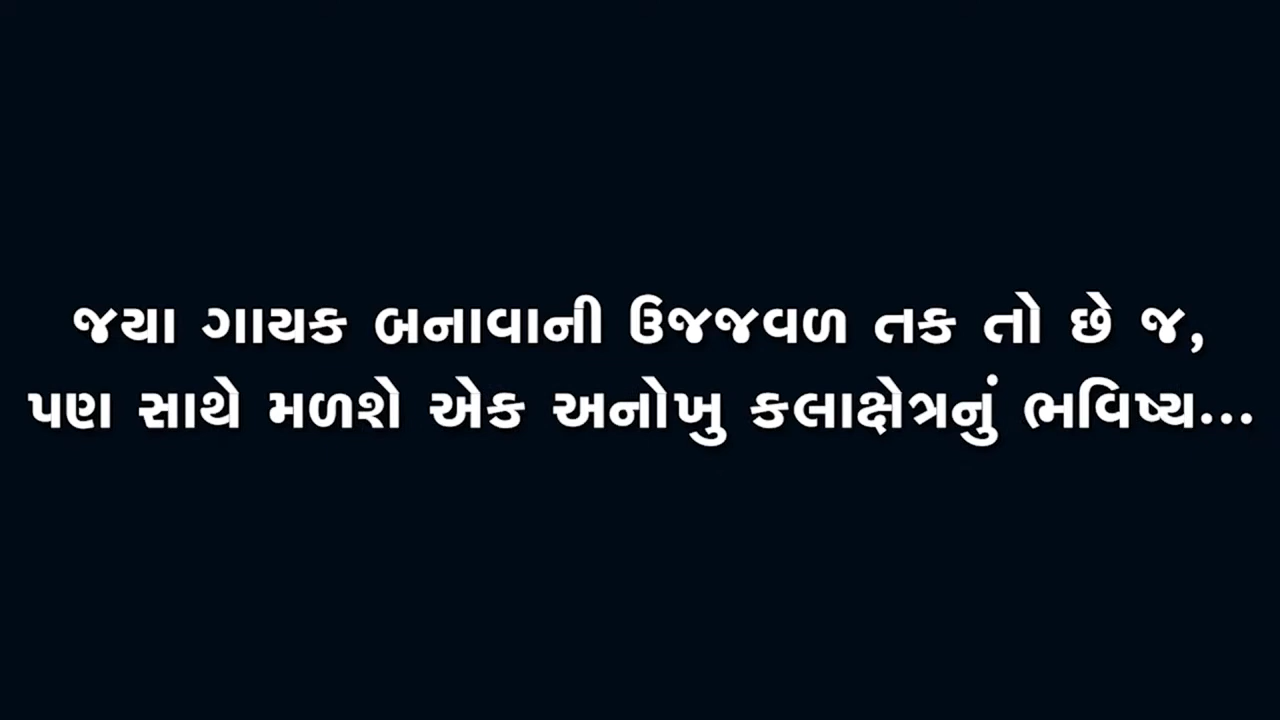 જયા ગાયક બનાવાની ઉજજવળ તક તો છે જ,
પણ સાથે મળશે એક અનોખુ કલાક્ષેત્રનું ભવિષ્ય...